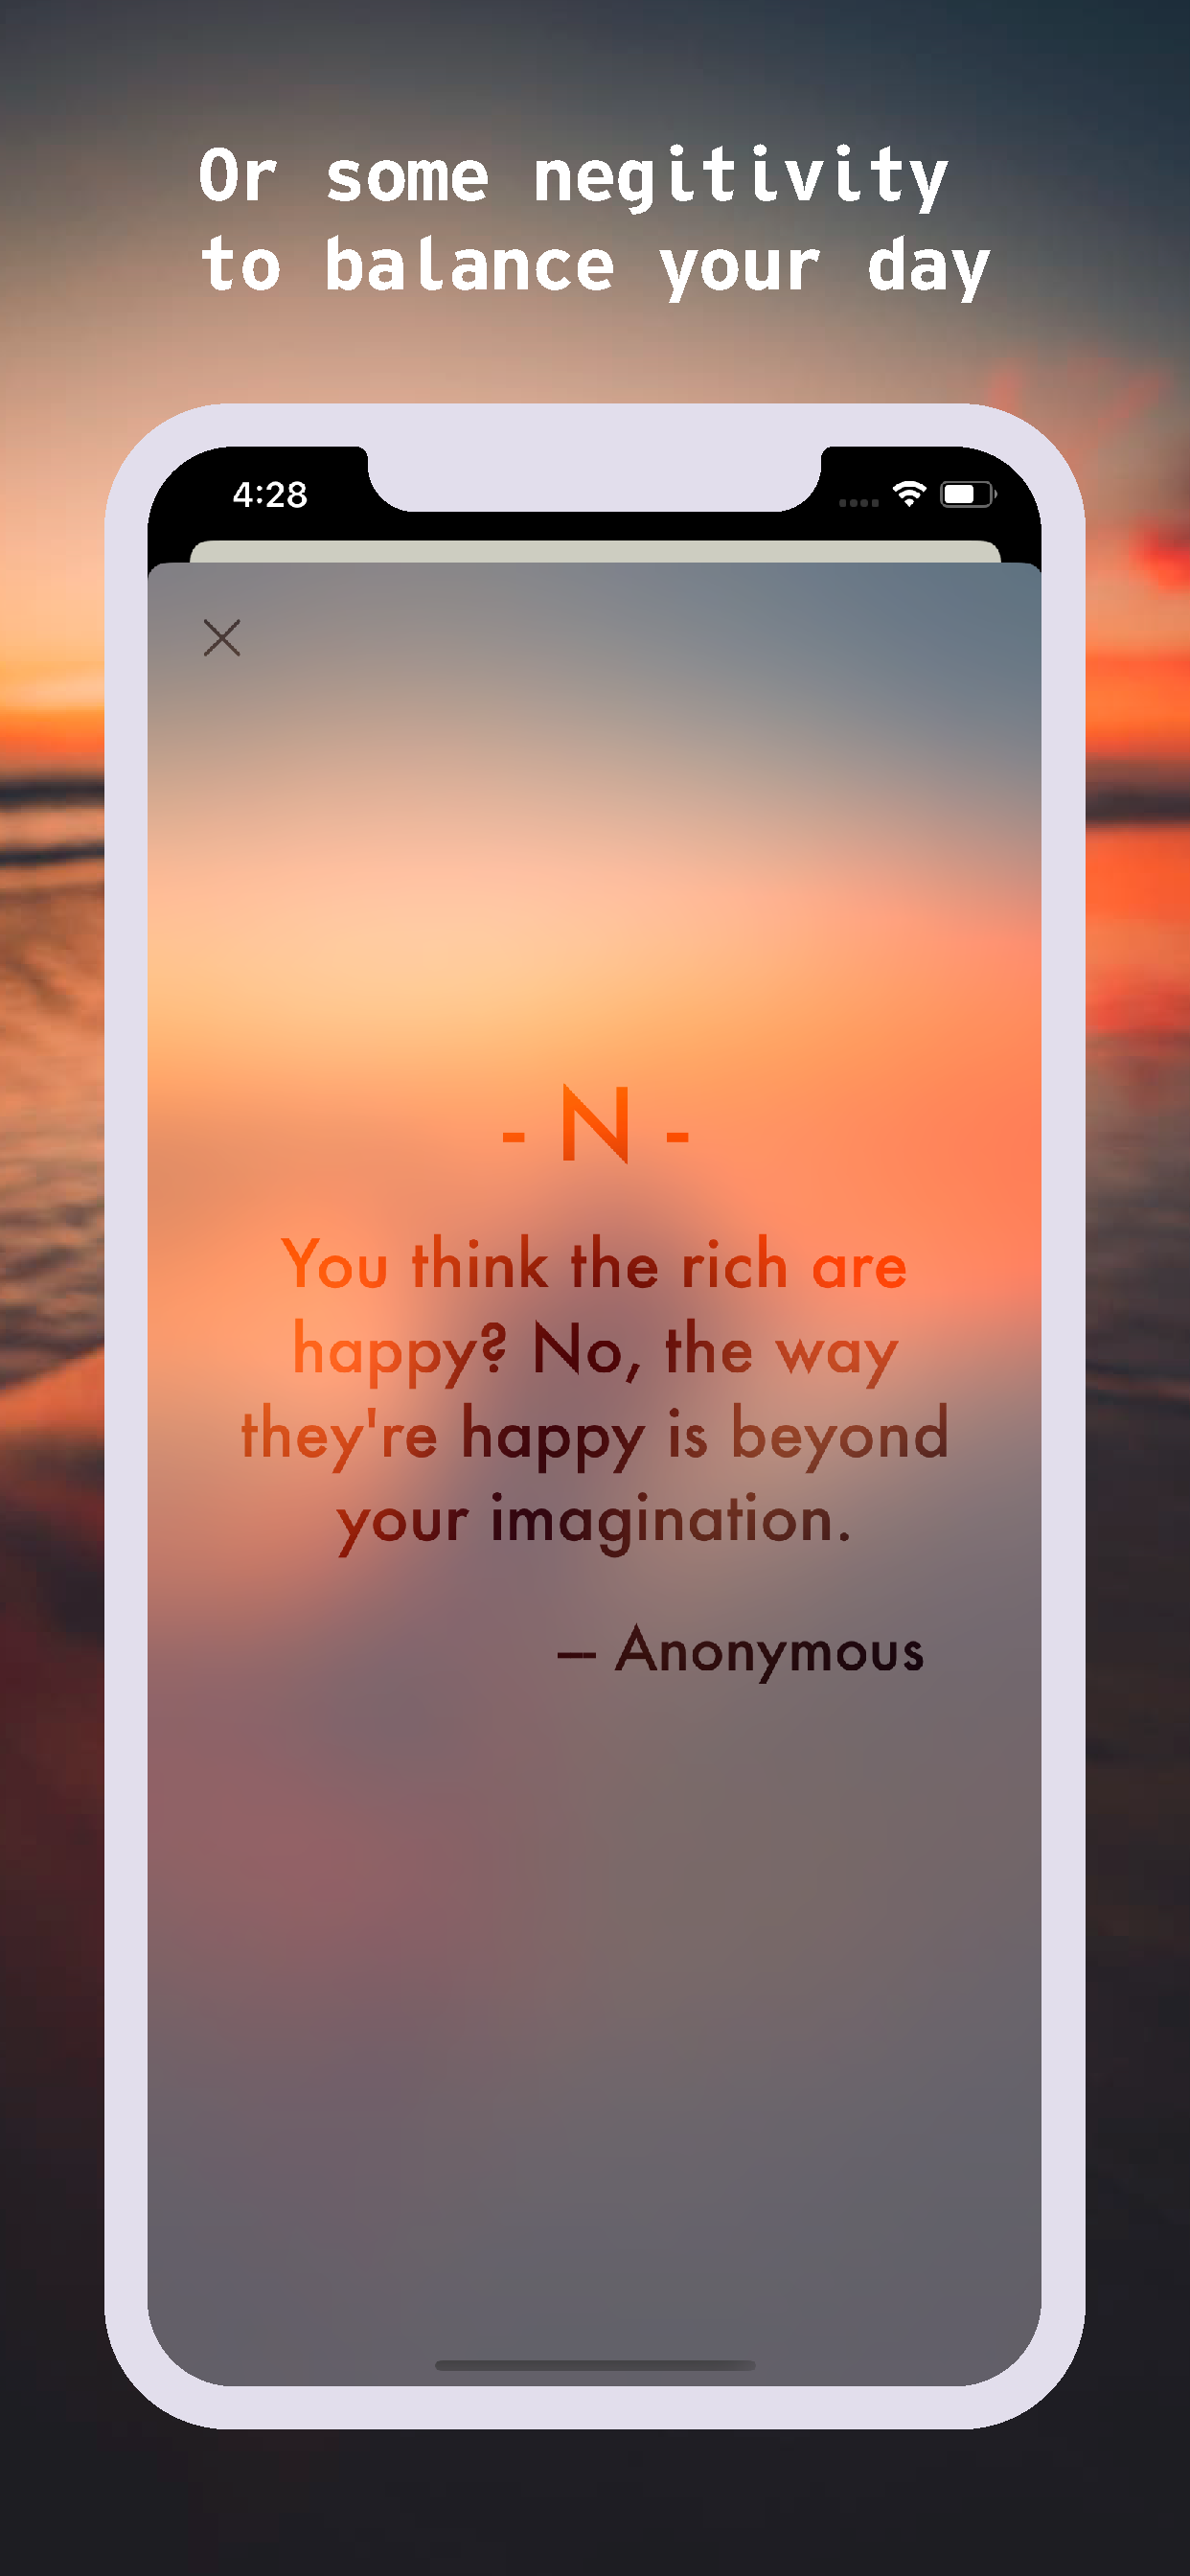 Or some negitivity
to balance your day
4:28
- N -
You think the rich are
happy? No, the way
they're happy is beyond
your imagination.
— Anonymous